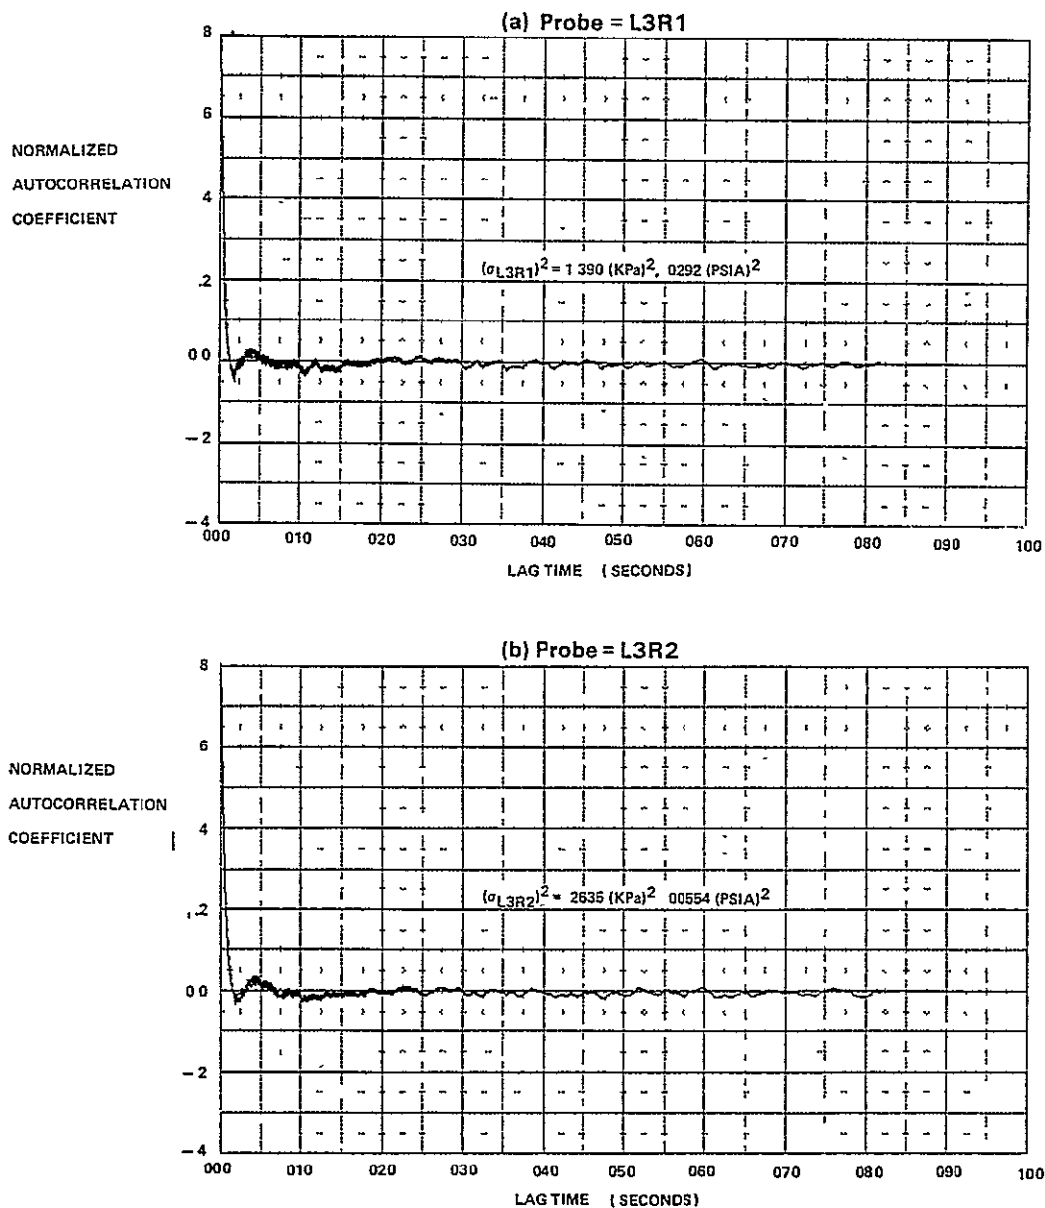 (a) Probe = L3R1
8
6
NORMALIZED
AUTOCORRELATION
COEFFICIENT
4
(σL3R1)² = 1 390 (KPa)², 0292 (PSIA)²
.2
0 0
−2
−4
000 010 020 030 040 050 060 070 080 090 100
LAG TIME (SECONDS)
(b) Probe = L3R2
8
6
NORMALIZED
AUTOCORRELATION
COEFFICIENT
4
(σL3R2)² = 2635 (KPa)² 00554 (PSIA)²
.2
0 0
−2
−4
000 010 020 030 040 050 060 070 080 090 100
LAG TIME (SECONDS)